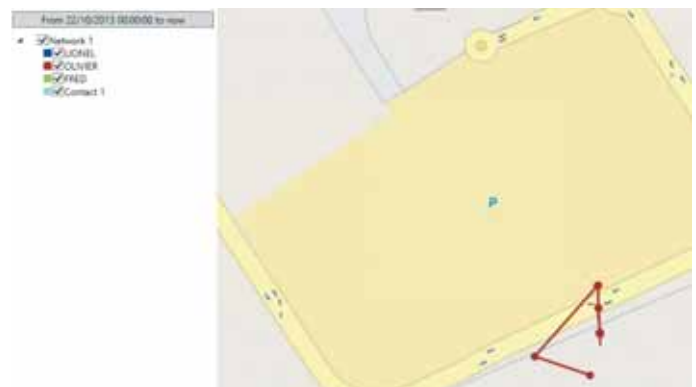 From 22/10/2013 00:00:00 to now
Network 1
LIONEL
OLIVIER
FRED
Contact 1
P